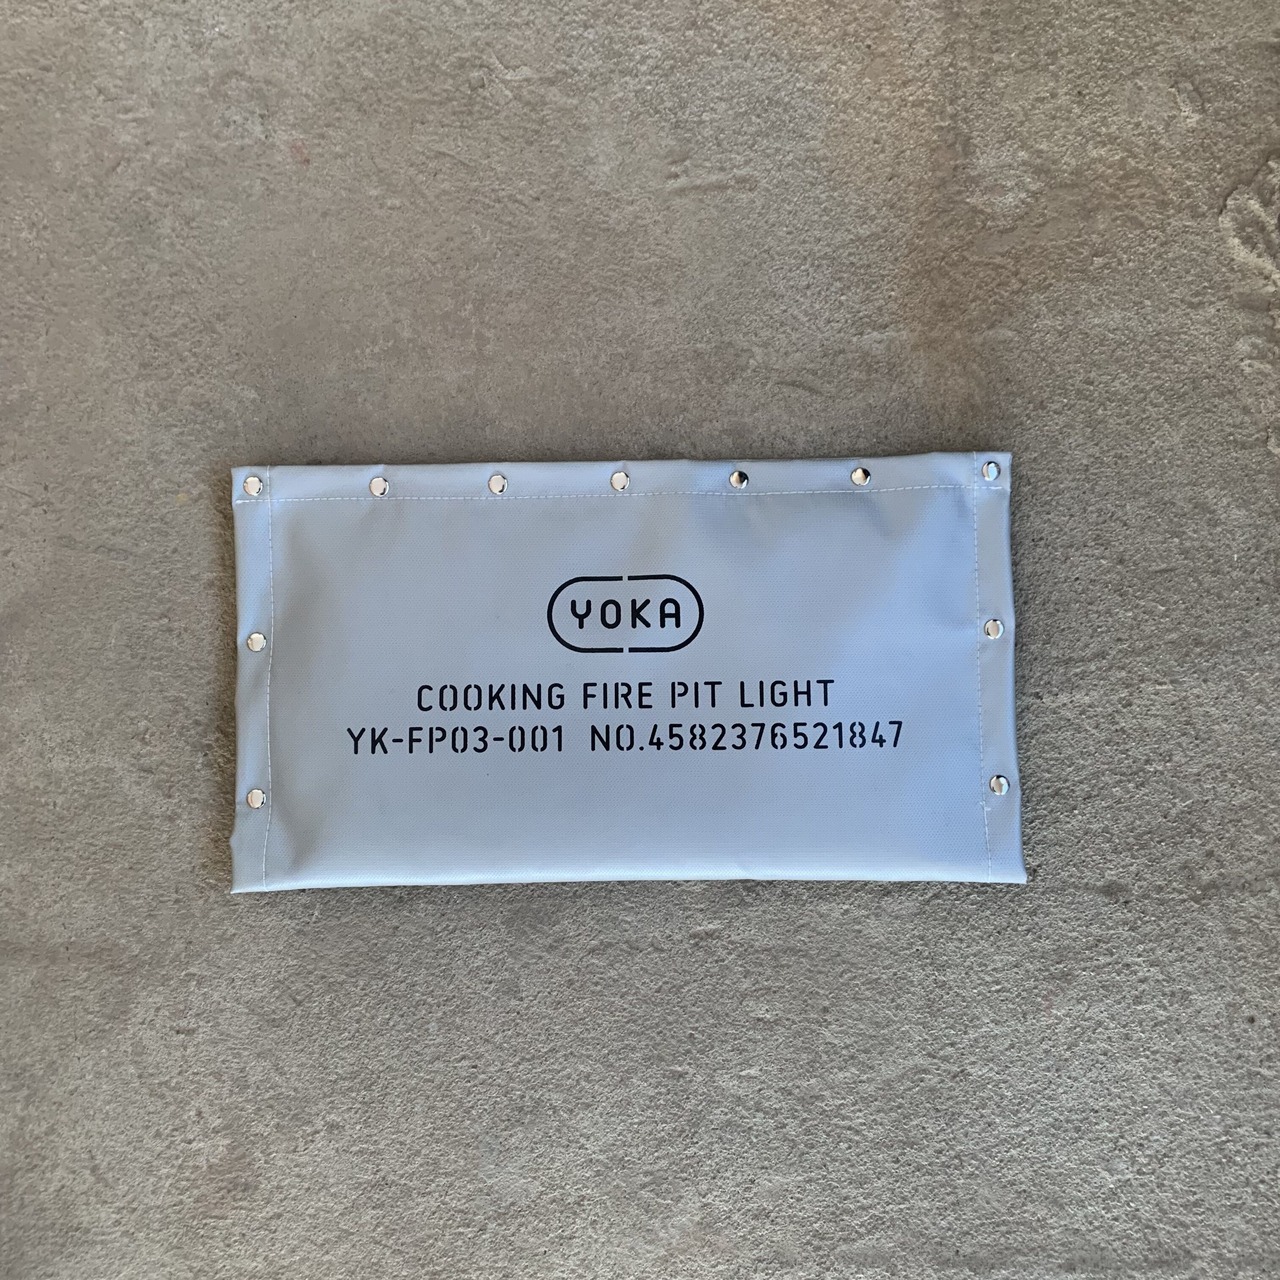 YOKA
COOKING FIRE PIT LIGHT
YK-FP03-001 NO.4582376521847